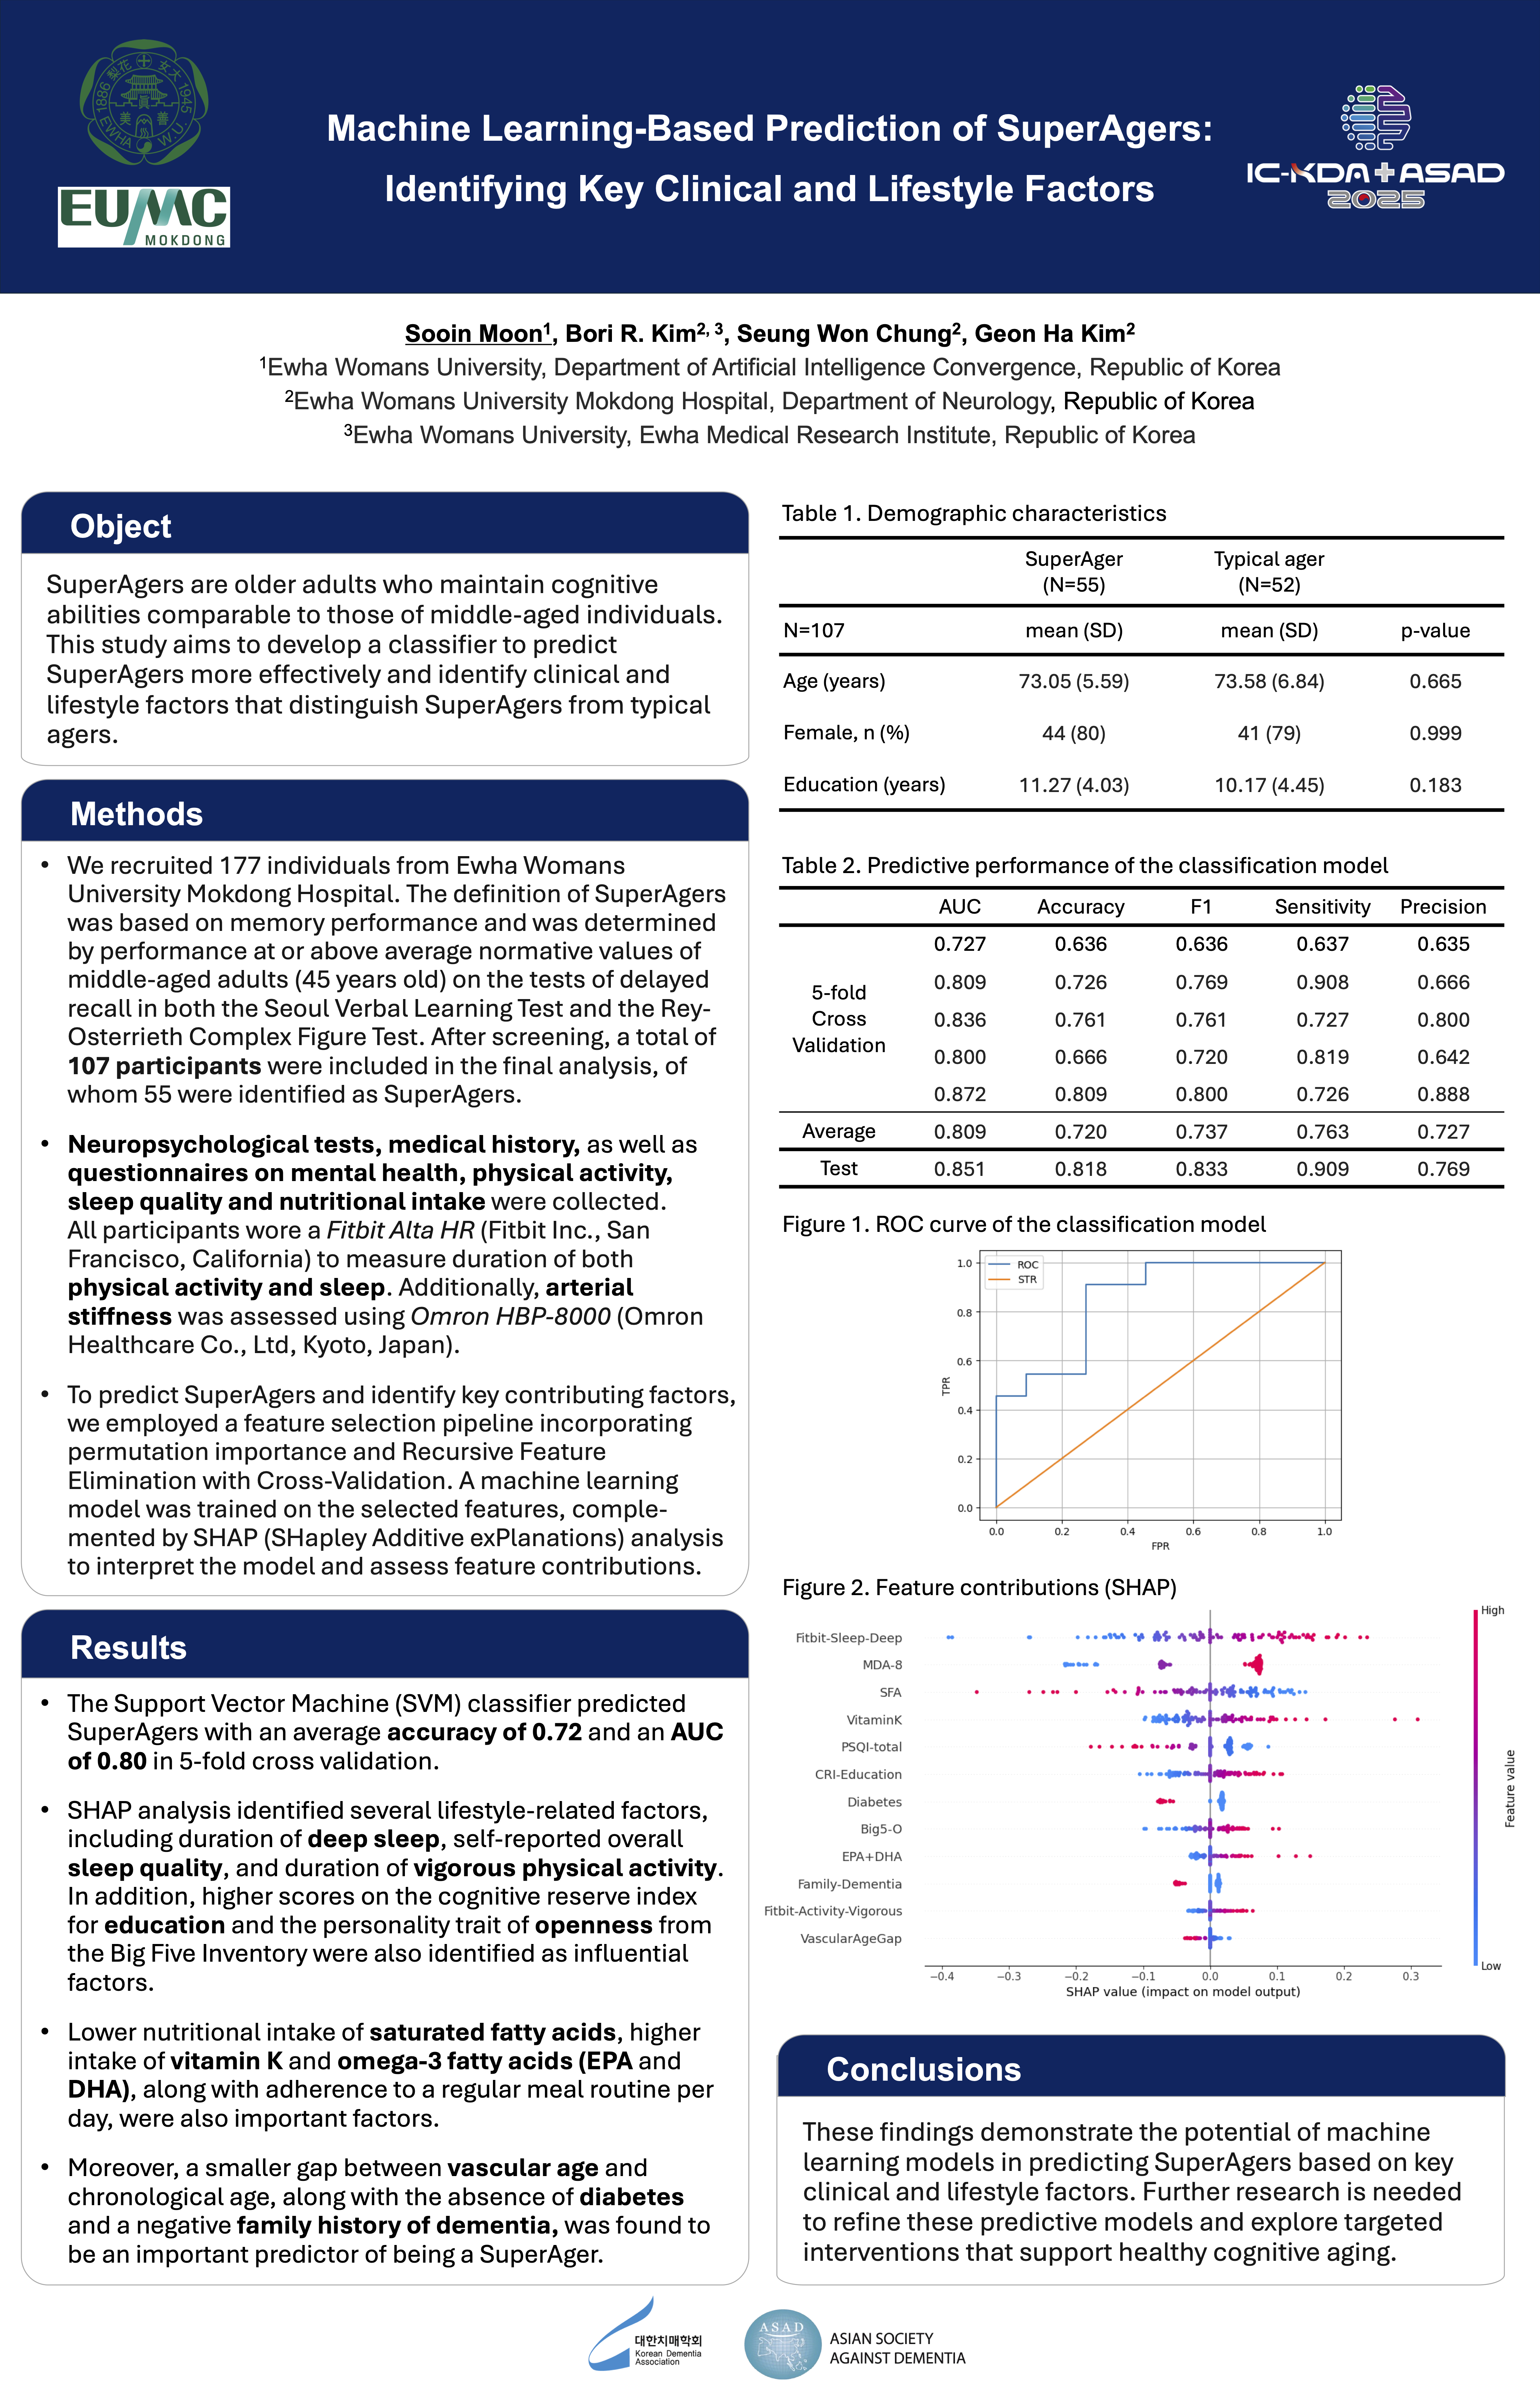 1886 梨花 女大 1945
美 善
EWHA W.U.
EUMC
MOKDONG
Machine Learning-Based Prediction of SuperAgers:
Identifying Key Clinical and Lifestyle Factors
IC-KDA+ASAD
2025
Sooin Moon1, Bori R. Kim2, 3, Seung Won Chung2, Geon Ha Kim2
1Ewha Womans University, Department of Artificial Intelligence Convergence, Republic of Korea
2Ewha Womans University Mokdong Hospital, Department of Neurology, Republic of Korea
3Ewha Womans University, Ewha Medical Research Institute, Republic of Korea
Object
SuperAgers are older adults who maintain cognitive
abilities comparable to those of middle-aged individuals.
This study aims to develop a classifier to predict
SuperAgers more effectively and identify clinical and
lifestyle factors that distinguish SuperAgers from typical
agers.
Methods
• We recruited 177 individuals from Ewha Womans
University Mokdong Hospital. The definition of SuperAgers
was based on memory performance and was determined
by performance at or above average normative values of
middle-aged adults (45 years old) on the tests of delayed
recall in both the Seoul Verbal Learning Test and the Rey-
Osterrieth Complex Figure Test. After screening, a total of
107 participants were included in the final analysis, of
whom 55 were identified as SuperAgers.
• Neuropsychological tests, medical history, as well as
questionnaires on mental health, physical activity,
sleep quality and nutritional intake were collected.
All participants wore a Fitbit Alta HR (Fitbit Inc., San
Francisco, California) to measure duration of both
physical activity and sleep. Additionally, arterial
stiffness was assessed using Omron HBP-8000 (Omron
Healthcare Co., Ltd, Kyoto, Japan).
• To predict SuperAgers and identify key contributing factors,
we employed a feature selection pipeline incorporating
permutation importance and Recursive Feature
Elimination with Cross-Validation. A machine learning
model was trained on the selected features, comple-
mented by SHAP (SHapley Additive exPlanations) analysis
to interpret the model and assess feature contributions.
Results
• The Support Vector Machine (SVM) classifier predicted
SuperAgers with an average accuracy of 0.72 and an AUC
of 0.80 in 5-fold cross validation.
• SHAP analysis identified several lifestyle-related factors,
including duration of deep sleep, self-reported overall
sleep quality, and duration of vigorous physical activity.
In addition, higher scores on the cognitive reserve index
for education and the personality trait of openness from
the Big Five Inventory were also identified as influential
factors.
• Lower nutritional intake of saturated fatty acids, higher
intake of vitamin K and omega-3 fatty acids (EPA and
DHA), along with adherence to a regular meal routine per
day, were also important factors.
• Moreover, a smaller gap between vascular age and
chronological age, along with the absence of diabetes
and a negative family history of dementia, was found to
be an important predictor of being a SuperAger.
Table 1. Demographic characteristics
SuperAger Typical ager
(N=55) (N=52)
N=107 mean (SD) mean (SD) p-value
Age (years) 73.05 (5.59) 73.58 (6.84) 0.665
Female, n (%) 44 (80) 41 (79) 0.999
Education (years) 11.27 (4.03) 10.17 (4.45) 0.183
Table 2. Predictive performance of the classification model
AUC Accuracy F1 Sensitivity Precision
5-fold
Cross
Validation
0.727 0.636 0.636 0.637 0.635
0.809 0.726 0.769 0.908 0.666
0.836 0.761 0.761 0.727 0.800
0.800 0.666 0.720 0.819 0.642
0.872 0.809 0.800 0.726 0.888
Average 0.809 0.720 0.737 0.763 0.727
Test 0.851 0.818 0.833 0.909 0.769
Figure 1. ROC curve of the classification model
ROC
STR
TPR
1.0
0.8
0.6
0.4
0.2
0.0
0.0 0.2 0.4 0.6 0.8 1.0
FPR
Figure 2. Feature contributions (SHAP)
High
Fitbit-Sleep-Deep
MDA-8
SFA
VitaminK
PSQI-total
CRI-Education
Diabetes
Big5-O
EPA+DHA
Family-Dementia
Fitbit-Activity-Vigorous
VascularAgeGap
Feature value
Low
−0.4 −0.3 −0.2 −0.1 0.0 0.1 0.2 0.3
SHAP value (impact on model output)
Conclusions
These findings demonstrate the potential of machine
learning models in predicting SuperAgers based on key
clinical and lifestyle factors. Further research is needed
to refine these predictive models and explore targeted
interventions that support healthy cognitive aging.
대한치매학회
Korean Dementia
Association
ASAD
ASIAN SOCIETY
AGAINST DEMENTIA